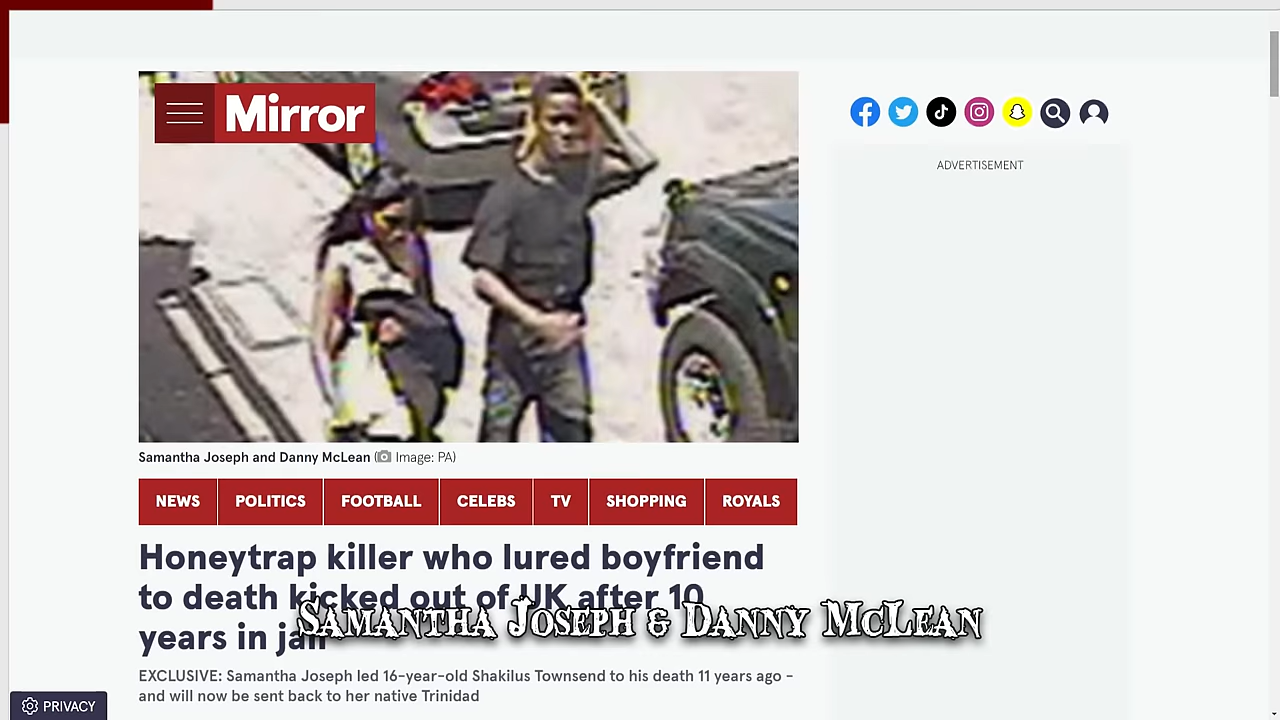 Mirror
ADVERTISEMENT
Samantha Joseph and Danny McLean (Image: PA)
NEWS POLITICS FOOTBALL CELEBS TV SHOPPING ROYALS
Honeytrap killer who lured boyfriend
to death kicked out of UK after 10
years in jail
Samantha Joseph & Danny McLean
EXCLUSIVE: Samantha Joseph led 16-year-old Shakilus Townsend to his death 11 years ago -
and will now be sent back to her native Trinidad
PRIVACY